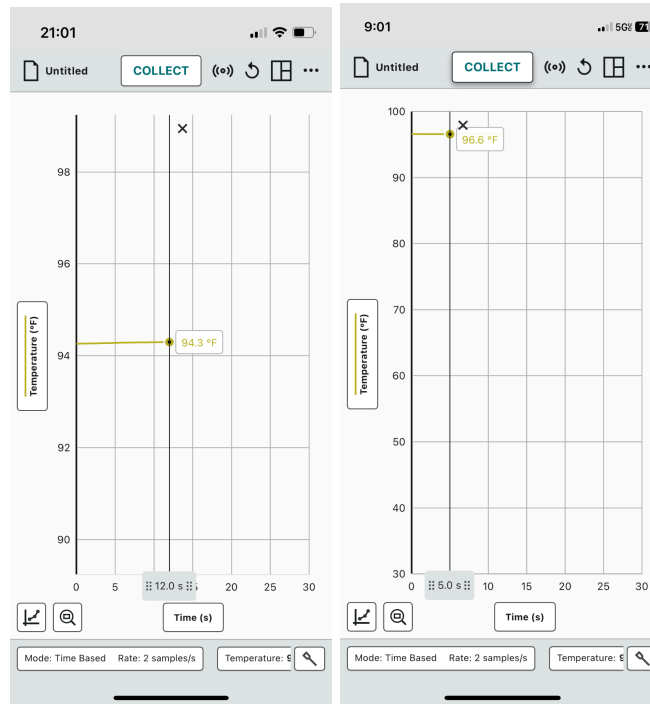 21:01
Untitled COLLECT
98
96
94
92
90
Temperature (°F)
94.3 °F
0 5 12.0 s 20 25 30
Time (s)
Mode: Time Based Rate: 2 samples/s Temperature: 9
9:01 5G 71
Untitled COLLECT
100
90
80
70
60
50
40
30
Temperature (°F)
96.6 °F
0 5.0 s 10 15 20 25 30
Time (s)
Mode: Time Based Rate: 2 samples/s Temperature: 9